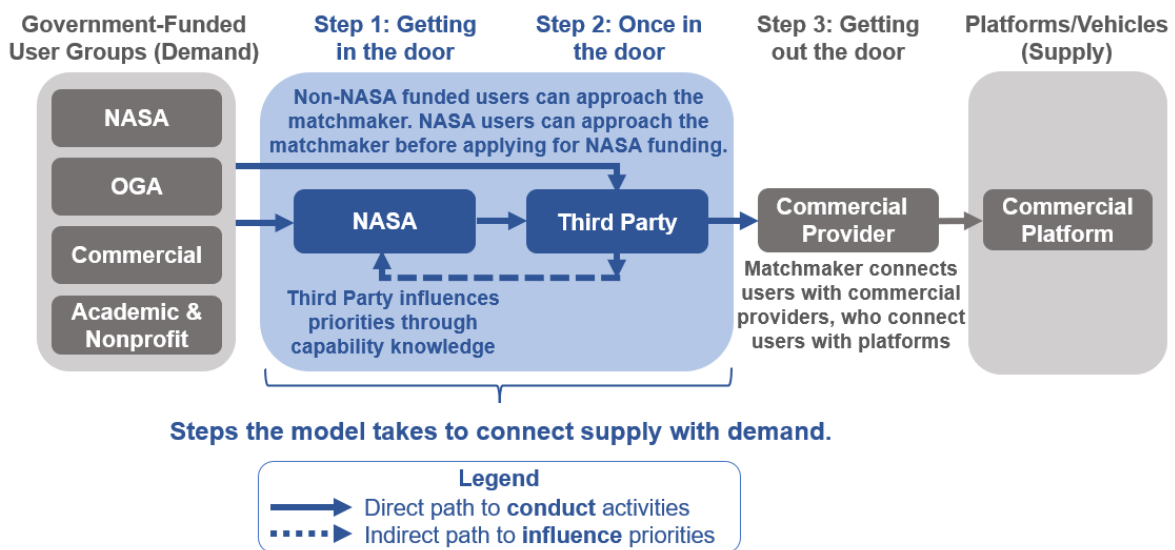 Government-Funded
User Groups (Demand)
Step 1: Getting
in the door
Step 2: Once in
the door
Step 3: Getting
out the door
Platforms/Vehicles
(Supply)
NASA
OGA
Commercial
Academic &
Nonprofit
Non-NASA funded users can approach the
matchmaker. NASA users can approach the
matchmaker before applying for NASA funding.
NASA
Third Party
Third Party influences
priorities through
capability knowledge
Commercial
Provider
Matchmaker connects
users with commercial
providers, who connect
users with platforms
Commercial
Platform
Steps the model takes to connect supply with demand.
Legend
Direct path to conduct activities
Indirect path to influence priorities